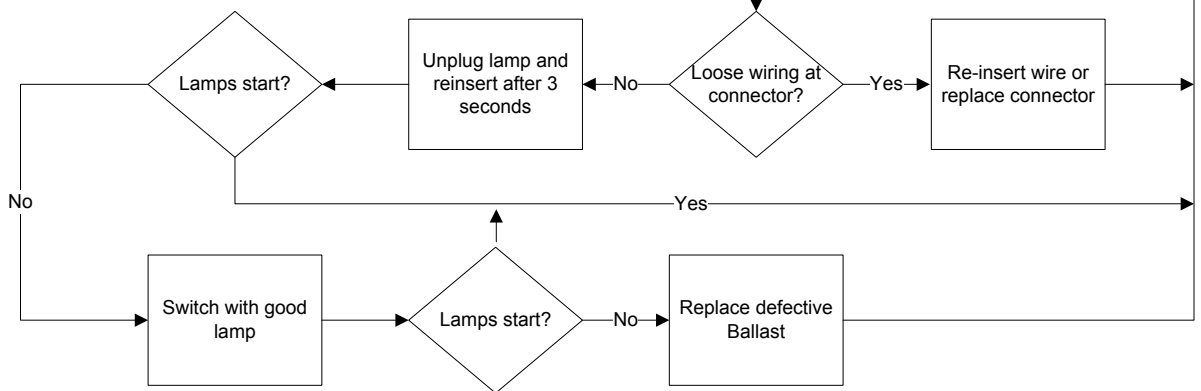 Lamps start?
Unplug lamp and
reinsert after 3
seconds
No
Loose wiring at
connector?
Yes
Re-insert wire or
replace connector
No
Yes
Switch with good
lamp
Lamps start?
No
Replace defective
Ballast